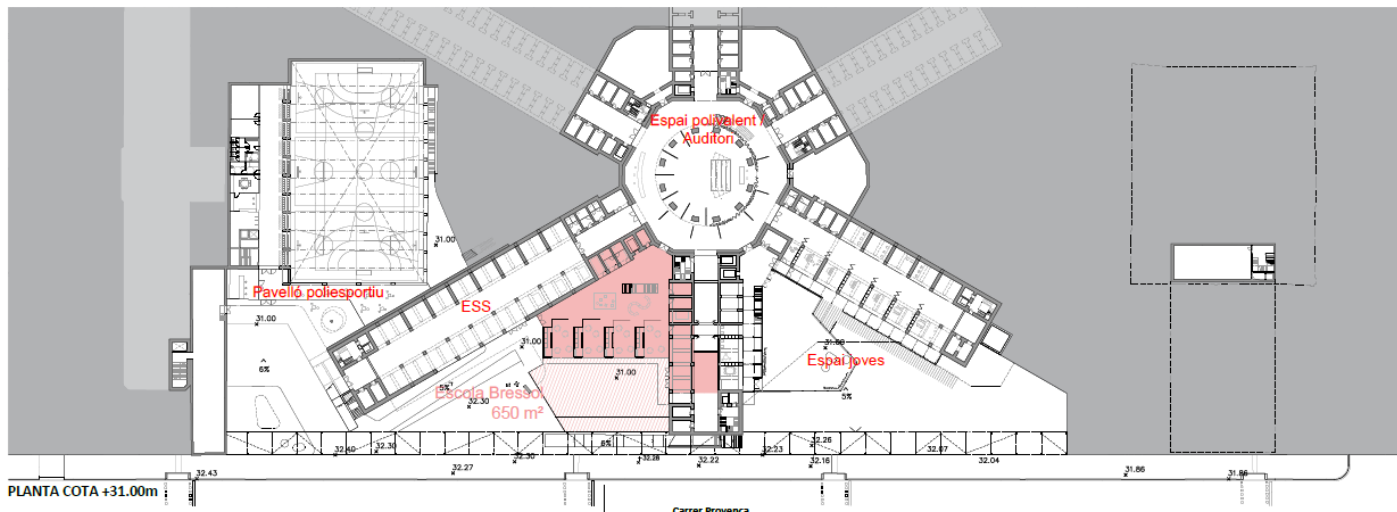 Espai polivalent /
Auditori
31.00
Pavelló poliesportiu
ESS
31.00
31.00
31.00
Espai joves
6%
31.00
5%
5%
Escola Bressol
32.30
650 m²
32.40
32.30
32.30
6%
32.28
32.22
32.23
32.26
32.16
32.07
32.04
32.43
32.27
31.86
31.86
PLANTA COTA +31.00m
Carrer Provença